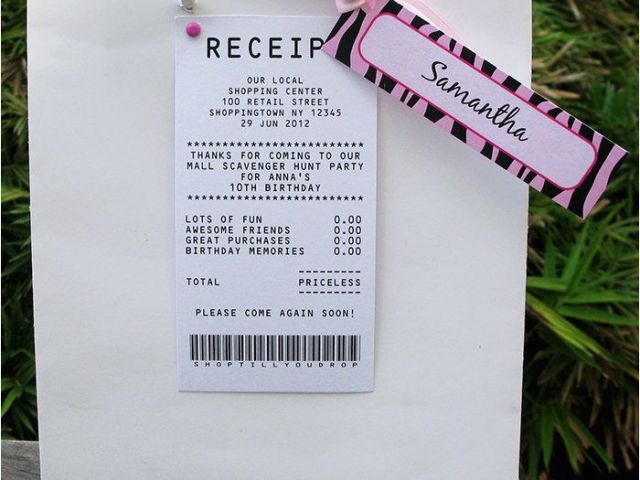 RECEIP
Samantha
OUR LOCAL
SHOPPING CENTER
100 RETAIL STREET
SHOPPINGTOWN NY 12345
29 JUN 2012
*************************
THANKS FOR COMING TO OUR
MALL SCAVENGER HUNT PARTY
FOR ANNA'S
10TH BIRTHDAY
*************************
LOTS OF FUN 0.00
AWESOME FRIENDS 0.00
GREAT PURCHASES 0.00
BIRTHDAY MEMORIES 0.00
---------
TOTAL PRICELESS
---------
PLEASE COME AGAIN SOON!
SHOPTILLYOUDROP